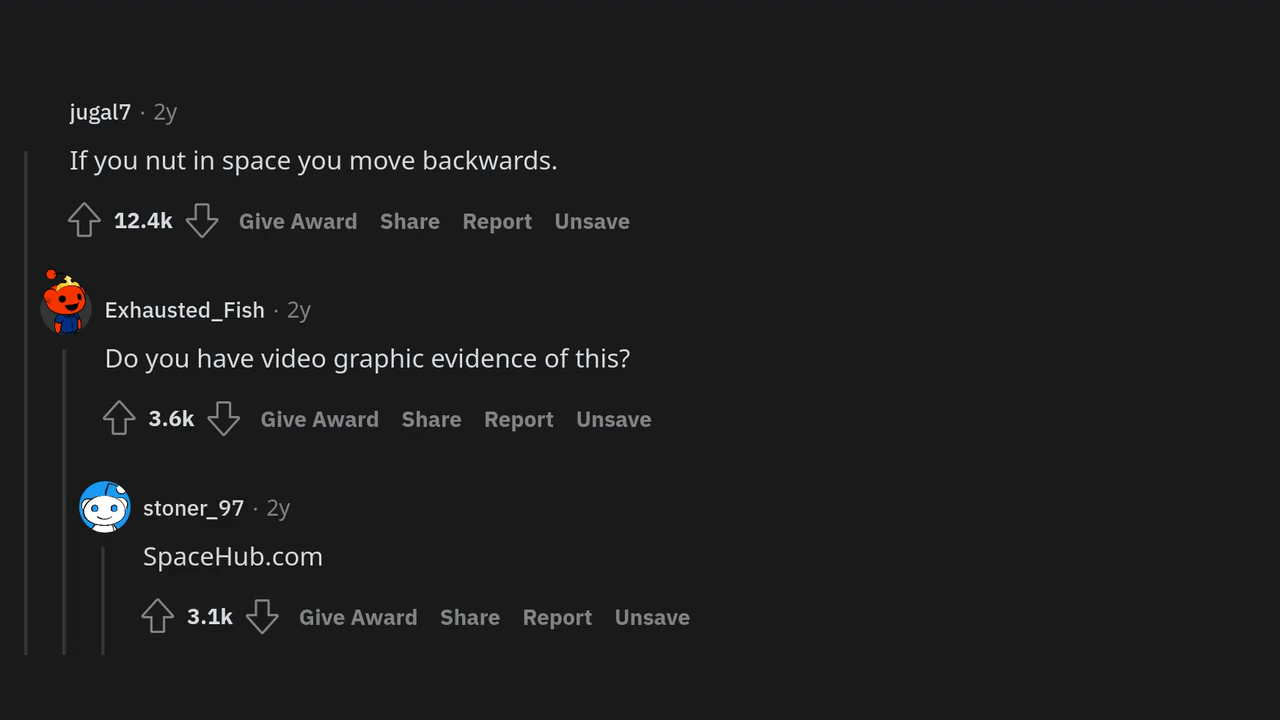 jugal7 · 2y
If you nut in space you move backwards.
12.4k Give Award Share Report Unsave
Exhausted_Fish · 2y
Do you have video graphic evidence of this?
3.6k Give Award Share Report Unsave
stoner_97 · 2y
SpaceHub.com
3.1k Give Award Share Report Unsave